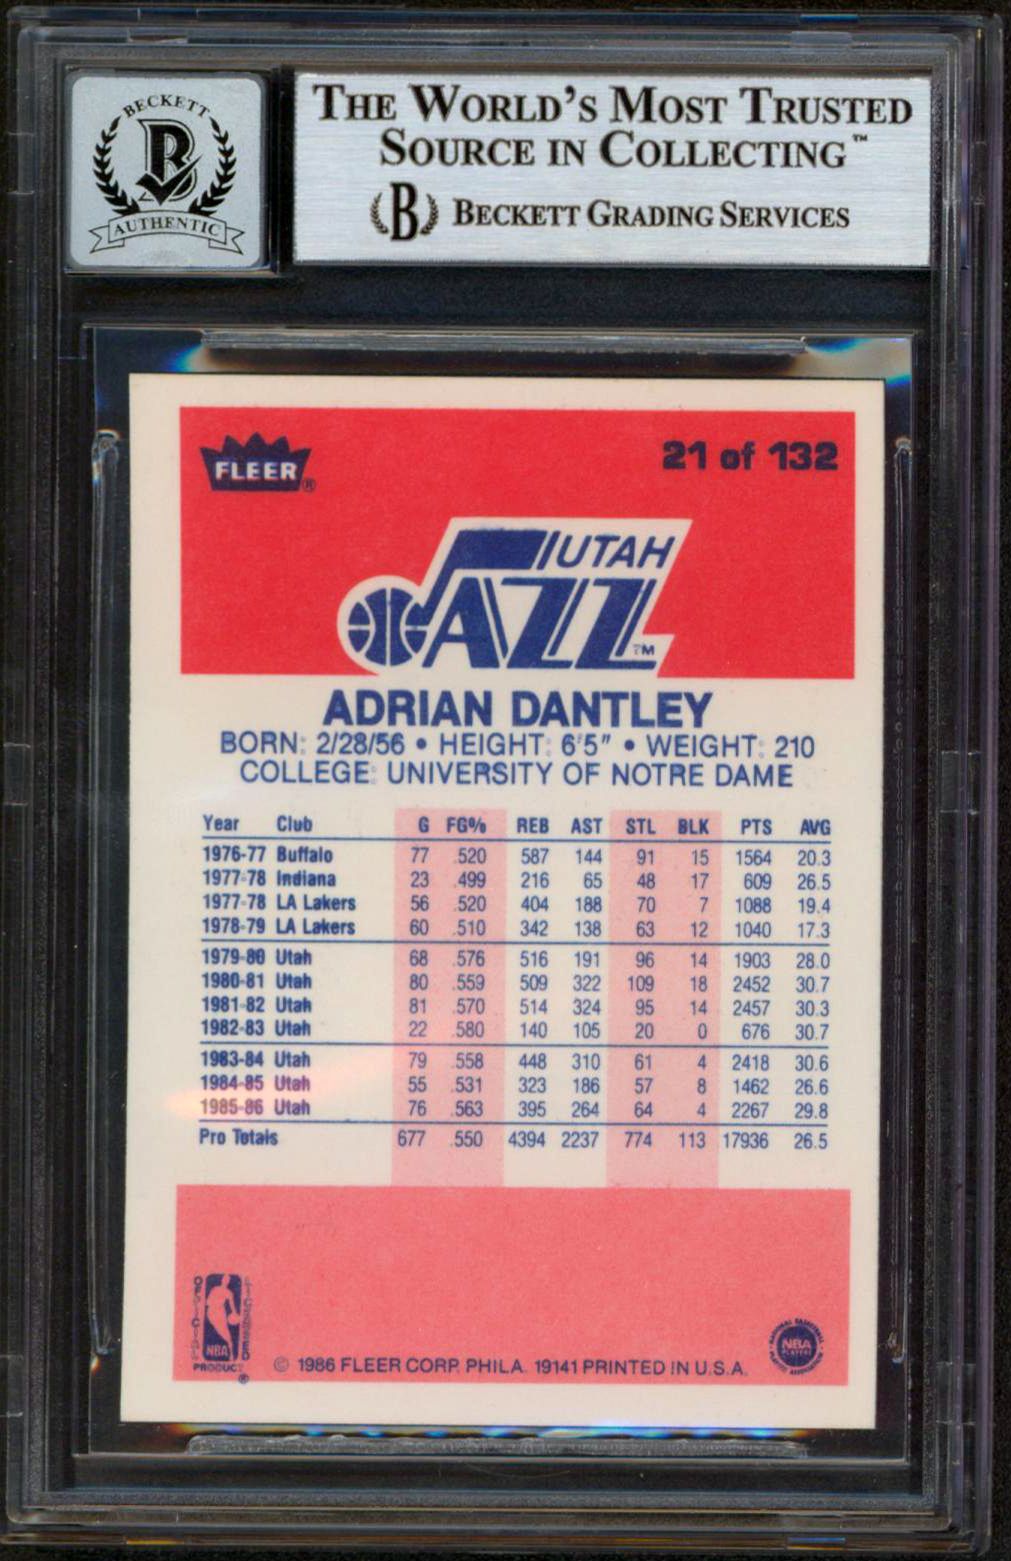 BECKETT
B
AUTHENTIC
THE WORLD'S MOST TRUSTED
SOURCE IN COLLECTING™
B BECKETT GRADING SERVICES
FLEER®
21 of 132
UTAH
JAZZ™
ADRIAN DANTLEY
BORN: 2/28/56 • HEIGHT: 6'5" • WEIGHT: 210
COLLEGE: UNIVERSITY OF NOTRE DAME
Year Club G FG% REB AST STL BLK PTS AVG
1976-77 Buffalo 77 .520 587 144 91 15 1564 20.3
1977-78 Indiana 23 .499 216 65 48 17 609 26.5
1977-78 LA Lakers 56 .520 404 188 70 7 1088 19.4
1978-79 LA Lakers 60 .510 342 138 63 12 1040 17.3
1979-80 Utah 68 .576 516 191 96 14 1903 28.0
1980-81 Utah 80 .559 509 322 109 18 2452 30.7
1981-82 Utah 81 .570 514 324 95 14 2457 30.3
1982-83 Utah 22 .580 140 105 20 0 676 30.7
1983-84 Utah 79 .558 448 310 61 4 2418 30.6
1984-85 Utah 55 .531 323 186 57 8 1462 26.6
1985-86 Utah 76 .563 395 264 64 4 2267 29.8
Pro Totals 677 .550 4394 2237 774 113 17936 26.5
OFFICIAL LICENSED
NBA
PRODUCT®
© 1986 FLEER CORP. PHILA. 19141 PRINTED IN U.S.A.
NATIONAL BASKETBALL
NBA
PLAYERS
ASSOCIATION